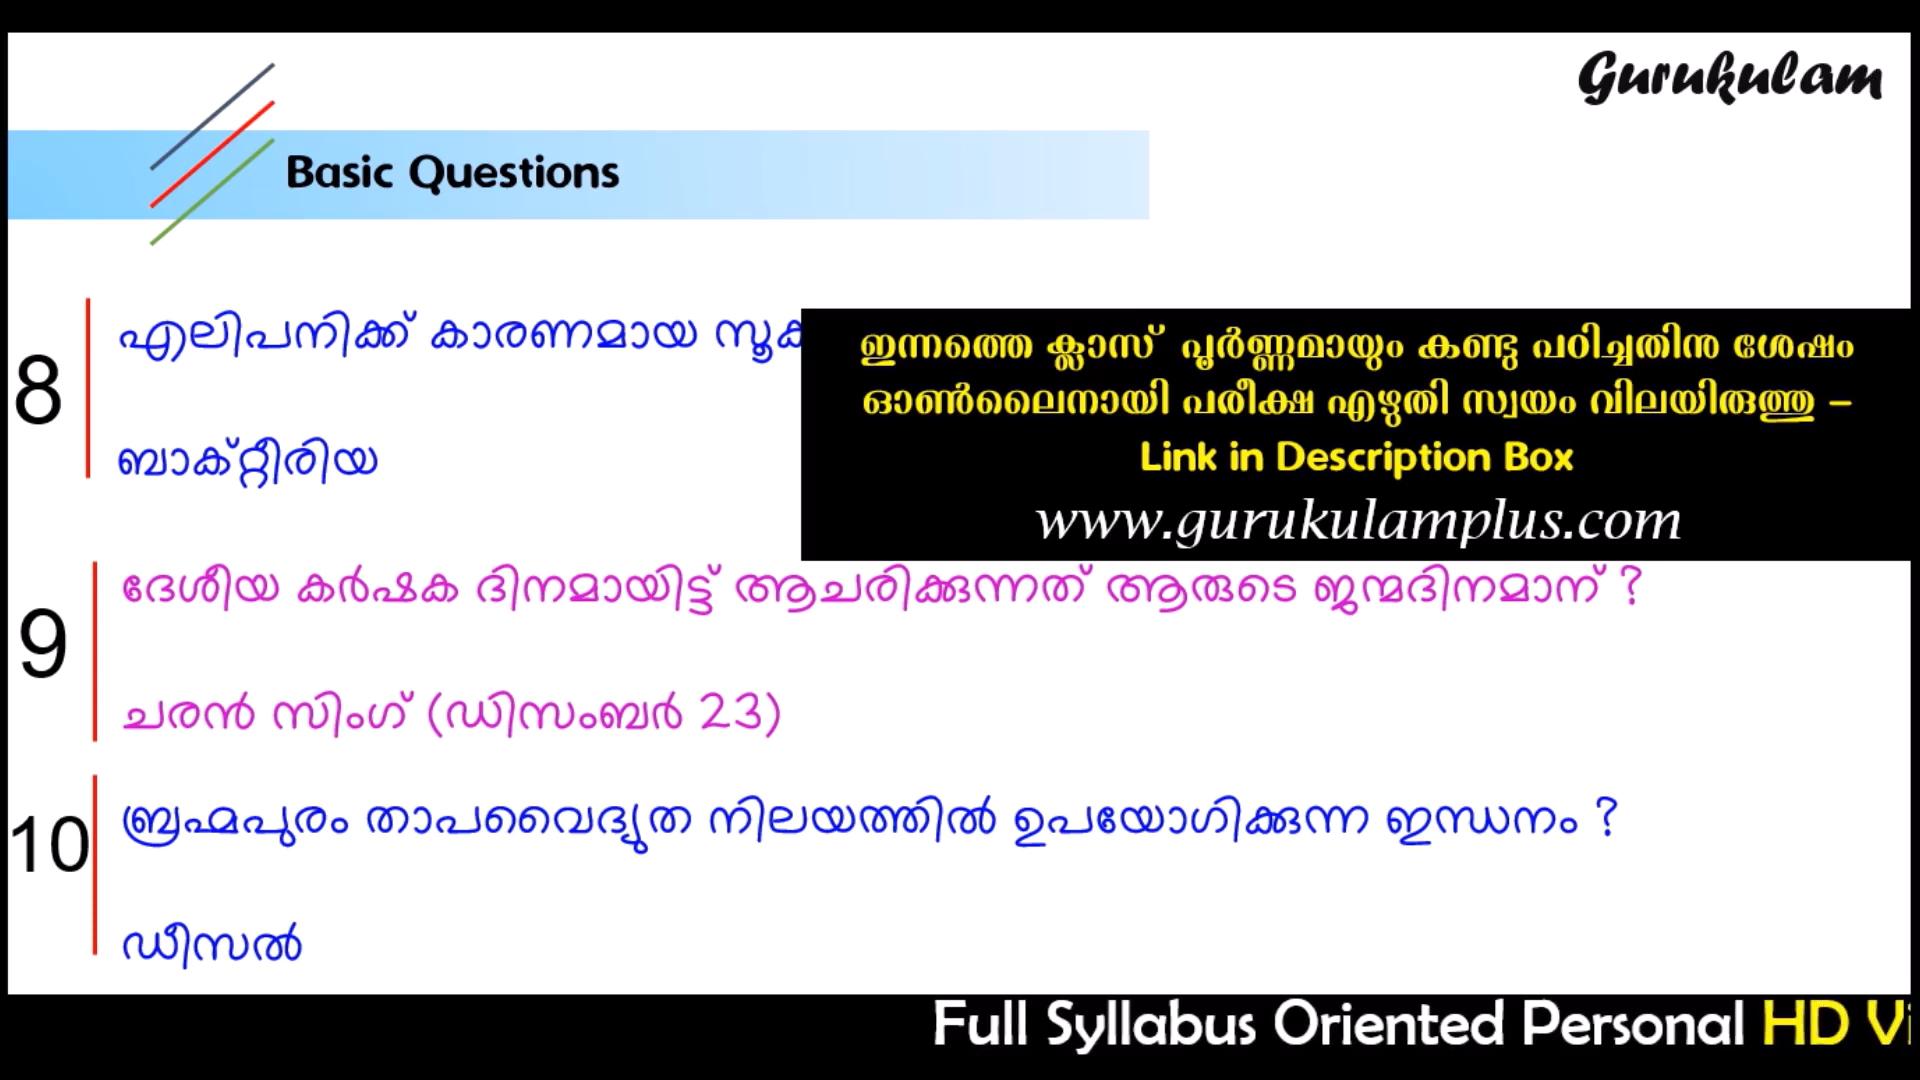 Gurukulam
Basic Questions
8
എലിപനിക്ക് കാരണമായ
ബാക്റ്റീരിയ
ഇന്നത്തെ ക്ലാസ് പൂർണ്ണമായും കണ്ടു പഠിച്ചതിനു ശേഷം
ഓൺലൈനായി പരീക്ഷ എഴുതി സ്വയം വിലയിരുത്തു -
Link in Description Box
www.gurukulamplus.com
9
ദേശീയ കർഷക ദിനമായിട്ട് ആചരിക്കുന്നത് ആരുടെ ജന്മദിനമാന് ?
ചരൻ സിംഗ് (ഡിസംബർ 23)
10
ബ്രഹ്മപുരം താപവൈദ്യുത നിലയത്തിൽ ഉപയോഗിക്കുന്ന ഇന്ധനം ?
ഡീസൽ
Full Syllabus Oriented Personal HD